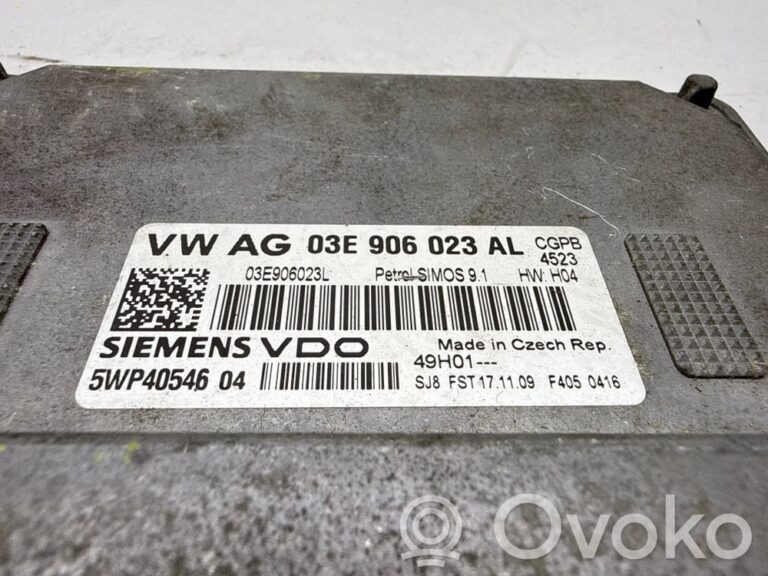 VW AG 03E 906 023 AL CGPB
4523
03E906023L Petrol SIMOS 9.1 HW: H04
SIEMENS VDO Made in Czech Rep.
49H01---
5WP40546 04 SJ8 FST 17.11.09 F405 0416
Ovoko